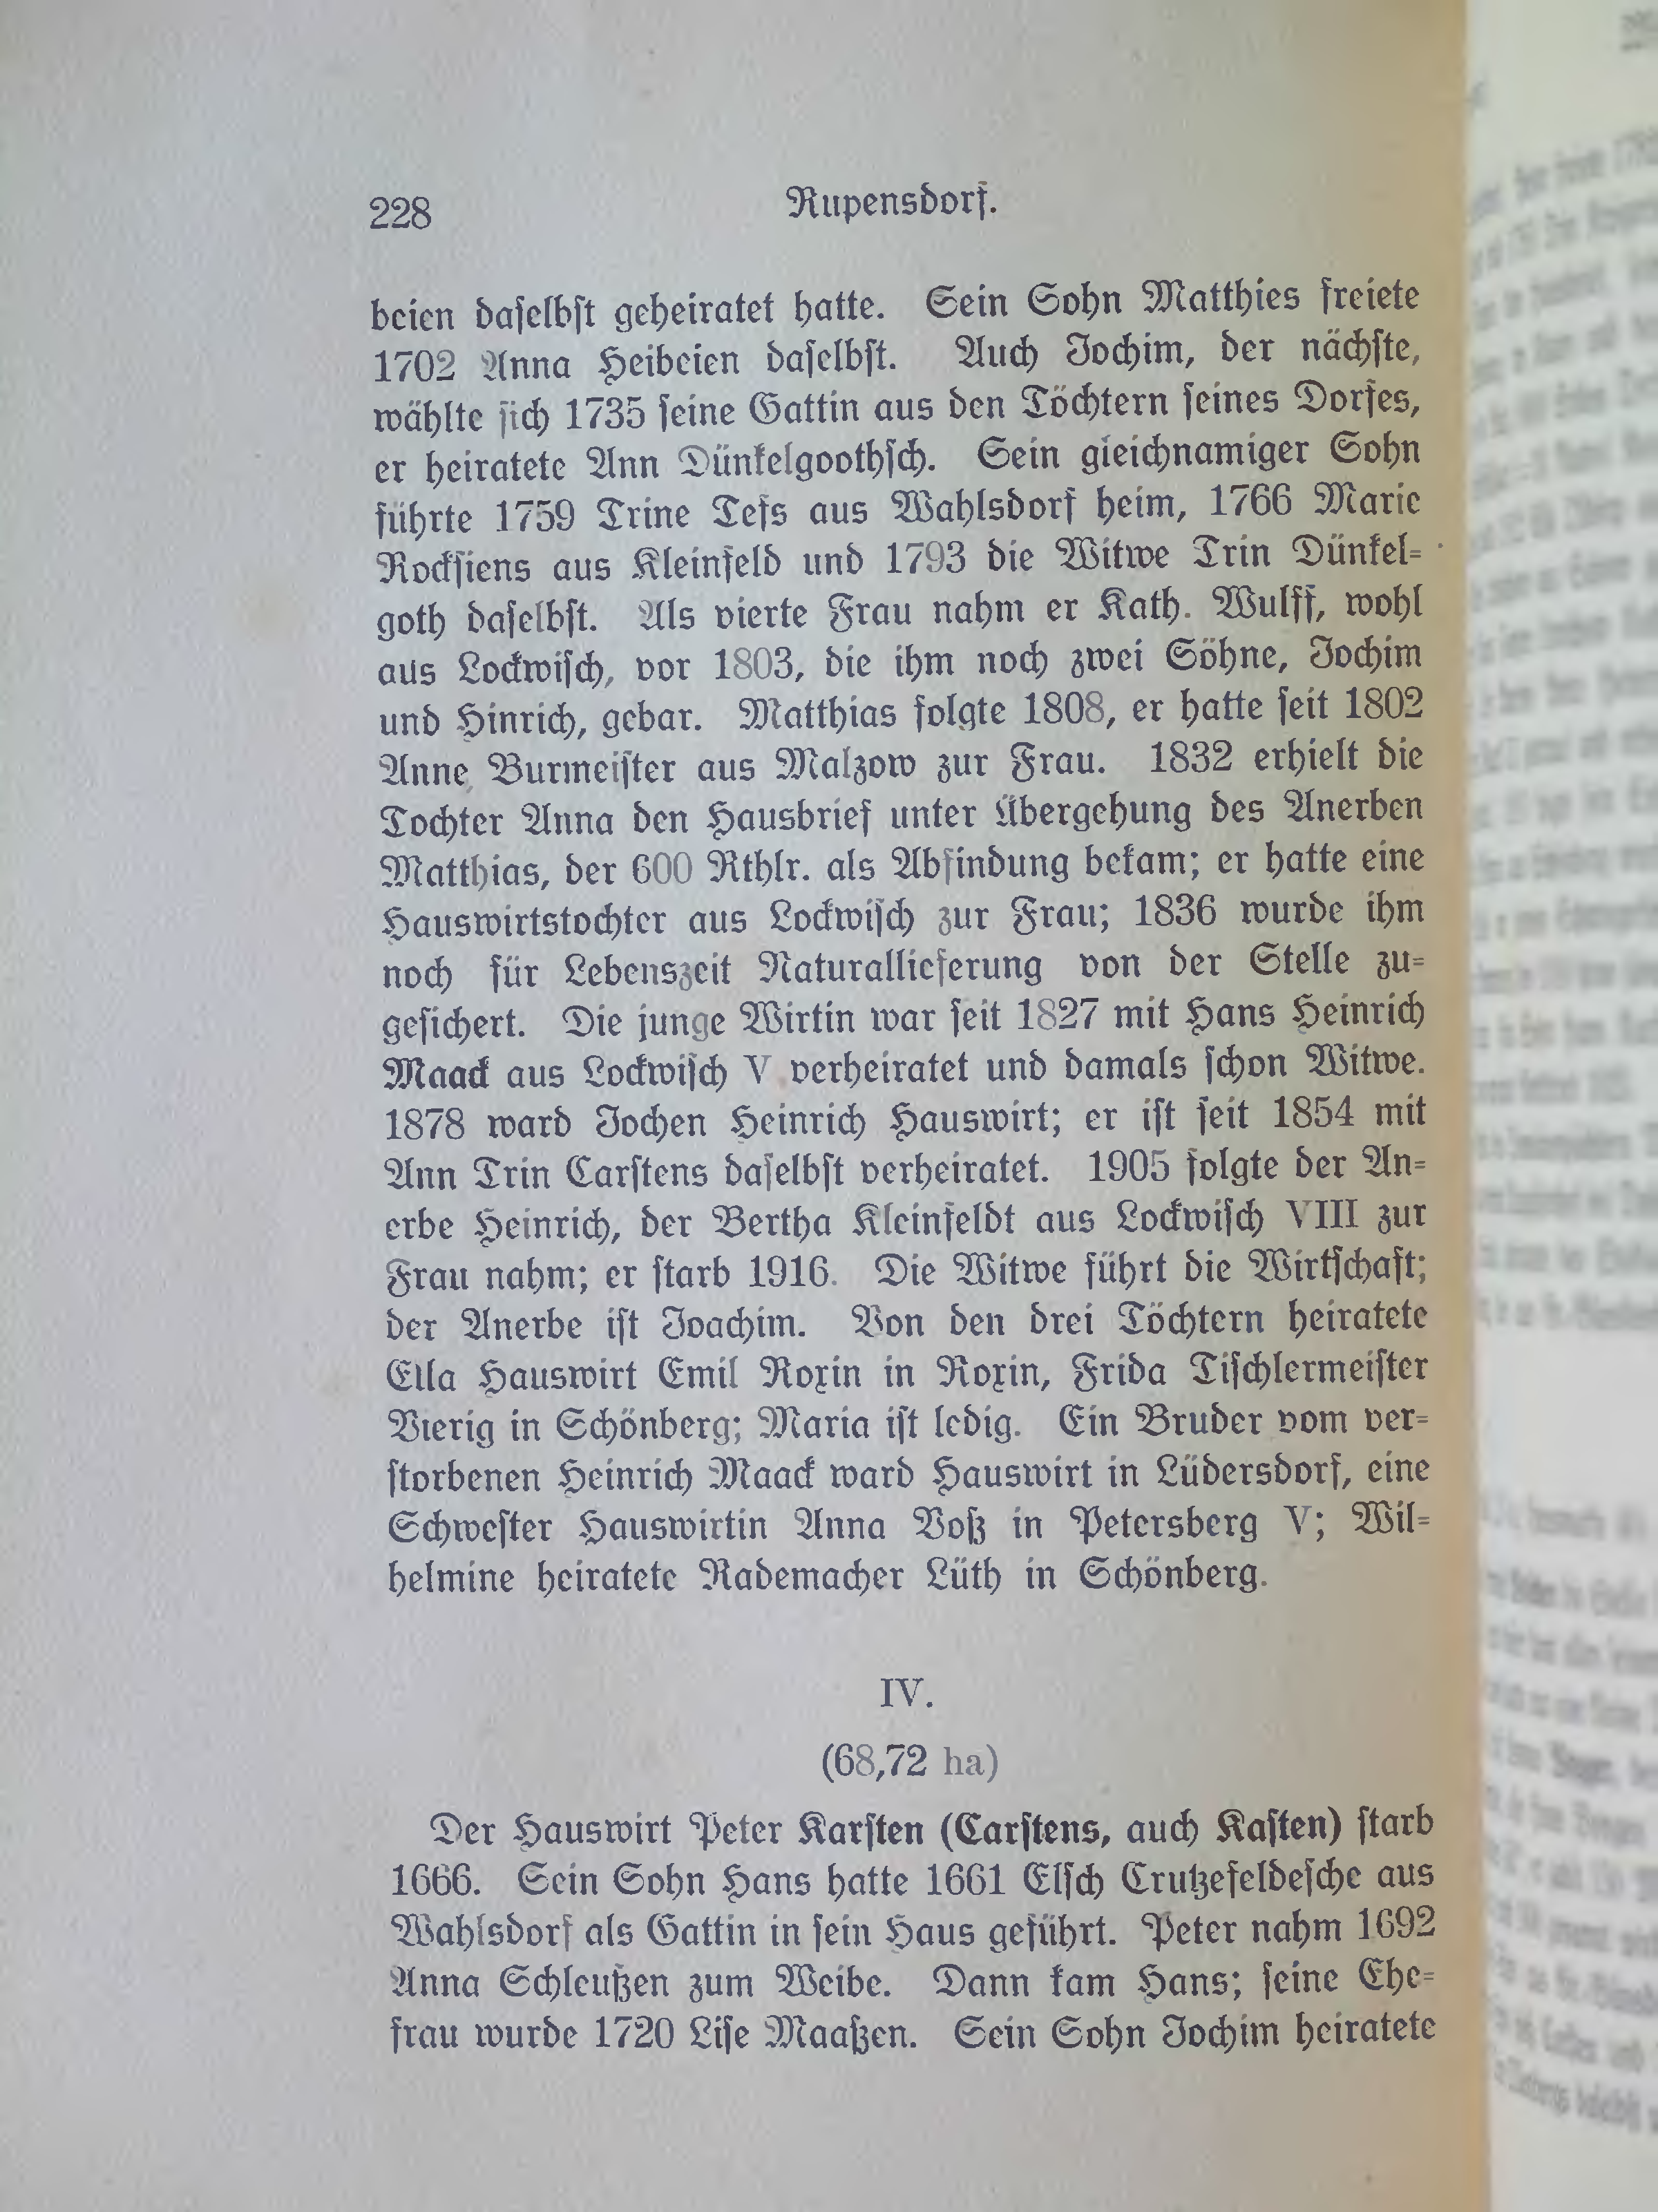 228
Rupensdorf.
beien daſelbſt geheiratet hatte. Sein Sohn Matthies freiete
1702 Anna Heibeien daſelbſt. Auch Jochim, der nächſte,
wählte ſich 1735 ſeine Gattin aus den Töchtern ſeines Dorfes,
er heiratete Ann Dünkelgoothſch. Sein gleichnamiger Sohn
führte 1759 Trine Tefs aus Wahlsdorf heim, 1766 Marie
Rockſiens aus Kleinfeld und 1793 die Witwe Trin Dünkel-
goth daſelbſt. Als vierte Frau nahm er Kath. Wulff, wohl
aus Lockwiſch, vor 1803, die ihm noch zwei Söhne, Jochim
und Hinrich, gebar. Matthias folgte 1808, er hatte ſeit 1802
Anne Burmeiſter aus Malzow zur Frau. 1832 erhielt die
Tochter Anna den Hausbrief unter Übergehung des Anerben
Matthias, der 600 Rthlr. als Abfindung bekam; er hatte eine
Hauswirtstochter aus Lockwiſch zur Frau; 1836 wurde ihm
noch für Lebenszeit Naturallieferung von der Stelle zu-
geſichert. Die junge Wirtin war ſeit 1827 mit Hans Heinrich
Maack aus Lockwiſch V verheiratet und damals ſchon Witwe.
1878 ward Jochen Heinrich Hauswirt; er iſt ſeit 1854 mit
Ann Trin Carſtens daſelbſt verheiratet. 1905 folgte der An-
erbe Heinrich, der Bertha Kleinfeldt aus Lockwiſch VIII zur
Frau nahm; er ſtarb 1916. Die Witwe führt die Wirtſchaft;
der Anerbe iſt Joachim. Von den drei Töchtern heiratete
Ella Hauswirt Emil Roxin in Roxin, Frida Tiſchlermeiſter
Vierig in Schönberg; Maria iſt ledig. Ein Bruder vom ver-
ſtorbenen Heinrich Maack ward Hauswirt in Lüdersdorf, eine
Schweſter Hauswirtin Anna Voß in Petersberg V; Wil-
helmine heiratete Rademacher Lüth in Schönberg.
IV.
(68,72 ha)
Der Hauswirt Peter Karſten (Carſtens, auch Kaſten) ſtarb
1666. Sein Sohn Hans hatte 1661 Elſch Crutzefeldeſche aus
Wahlsdorf als Gattin in ſein Haus geführt. Peter nahm 1692
Anna Schleußen zum Weibe. Dann kam Hans; ſeine Ehe-
frau wurde 1720 Liſe Maaßen. Sein Sohn Jochim heiratete